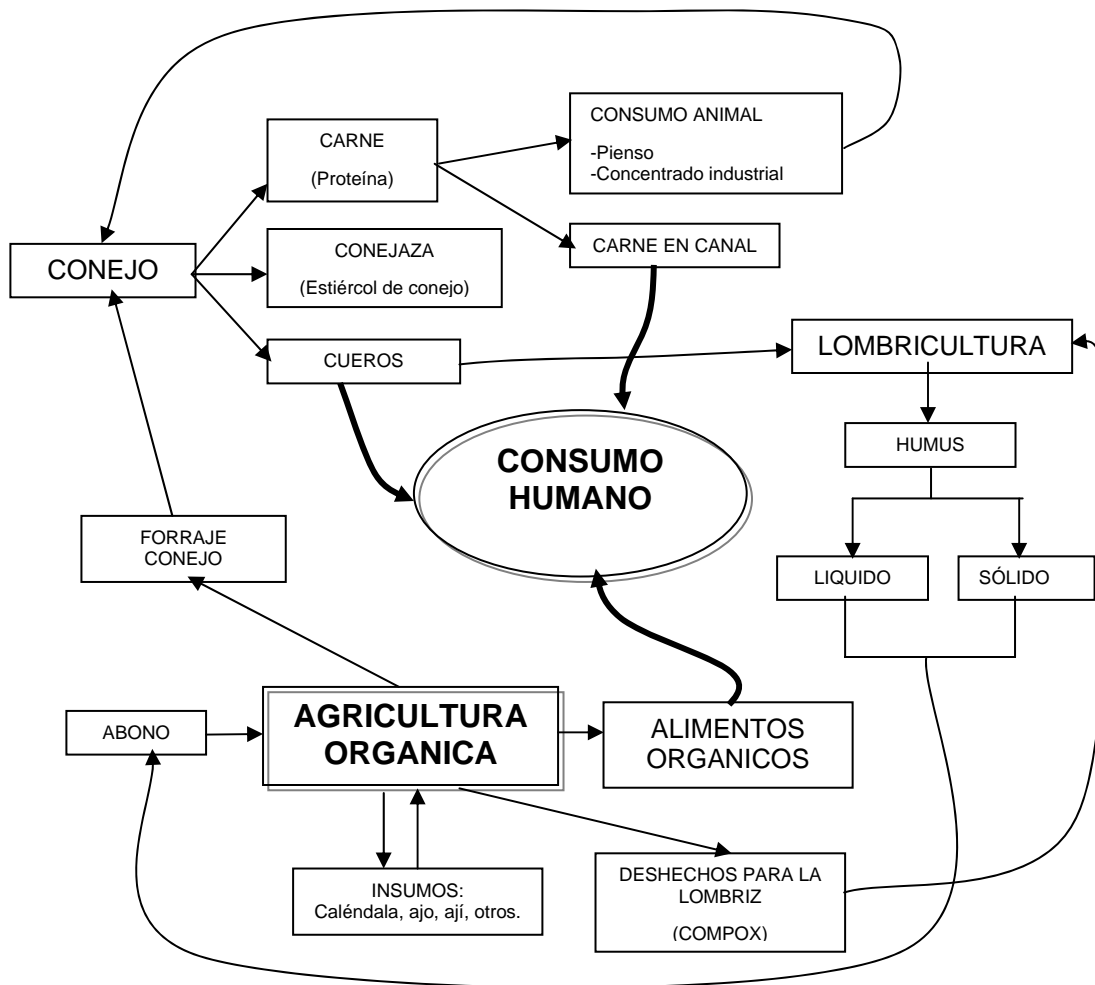 CONSUMO ANIMAL
-Pienso
-Concentrado industrial
CARNE
(Proteína)
CARNE EN CANAL
CONEJO
CONEJAZA
(Estiércol de conejo)
CUEROS
LOMBRICULTURA
HUMUS
CONSUMO
HUMANO
FORRAJE
CONEJO
LIQUIDO
SÓLIDO
ABONO
AGRICULTURA
ORGANICA
ALIMENTOS
ORGANICOS
INSUMOS:
Caléndala, ajo, ají, otros.
DESHECHOS PARA LA
LOMBRIZ
(COMPOX)